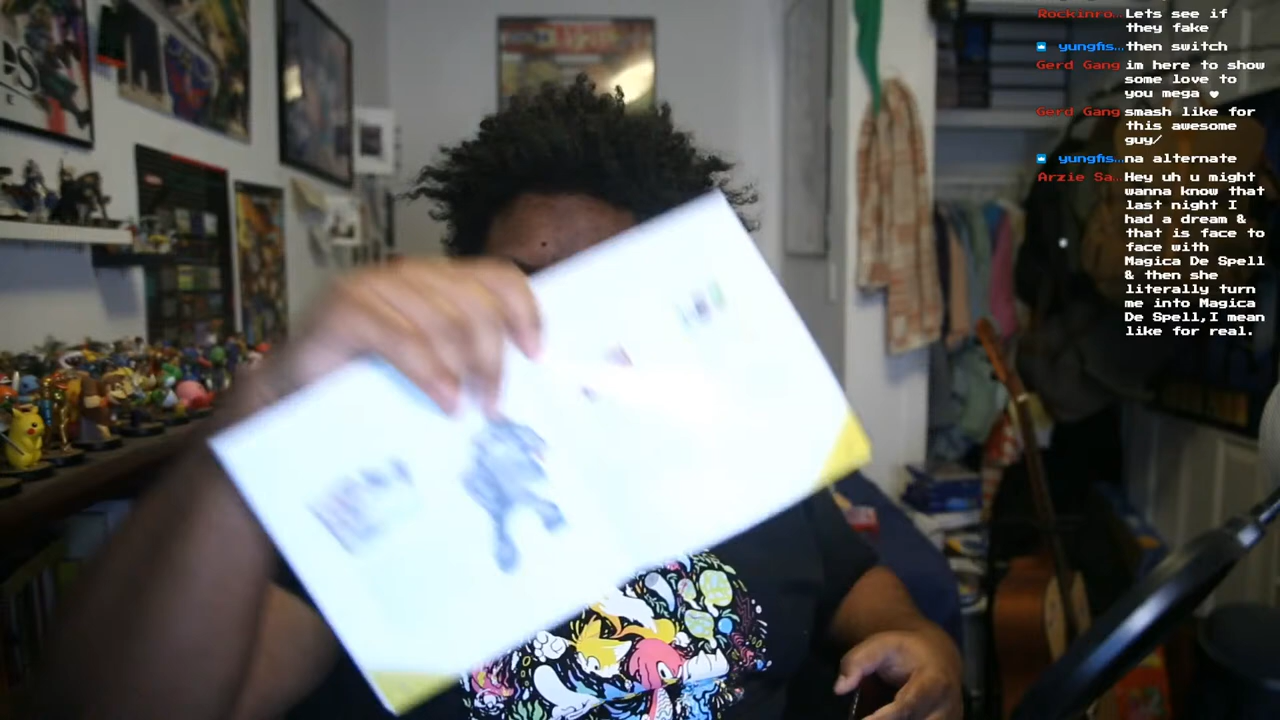 Rockinro… Lets see if
they fake
yungfis… then switch
Gerd Gang im here to show
some love to
you mega ♥
Gerd Gang smash like for
this awesome
guy/
yungfis… na alternate
Arzie Sa… Hey uh u might
wanna know that
last night I
had a dream &
that is face to
face with
Magica De Spell
& then she
literally turn
me into Magica
De Spell,I mean
like for real.